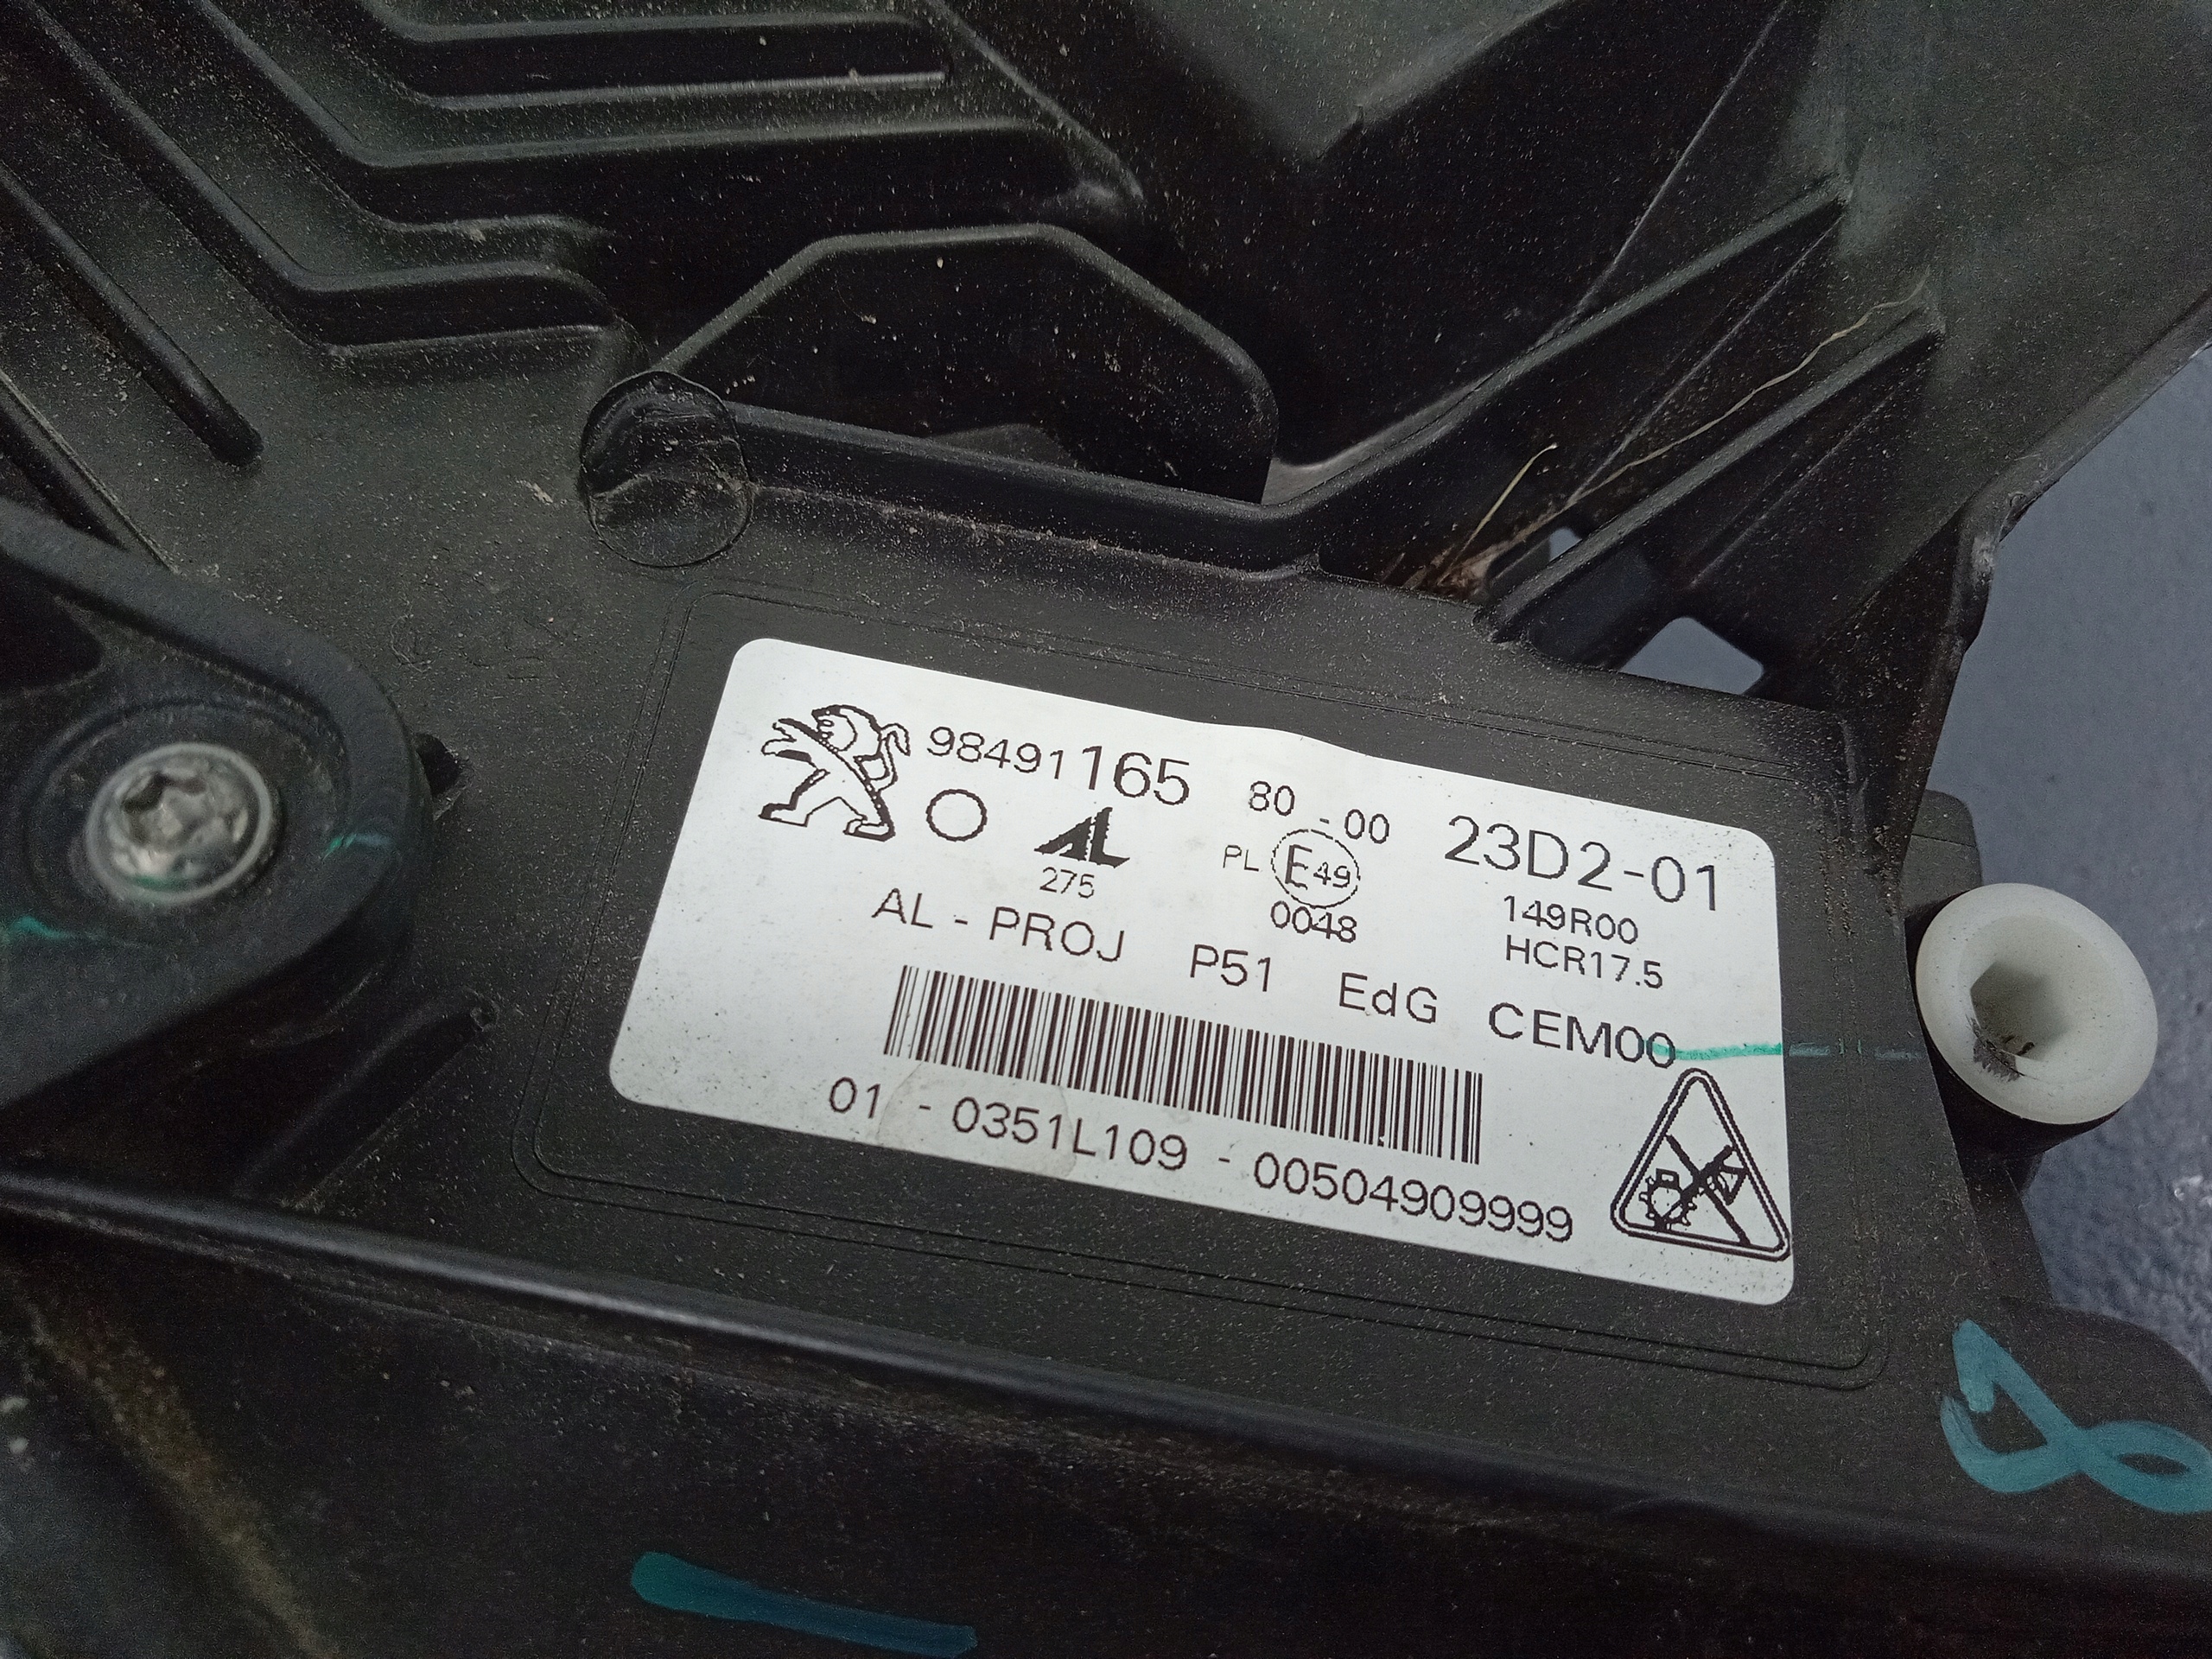 98491165 80-00 23D2-01
AL
275
PL E49
0048
149R00
HCR17.5
AL - PROJ P51 EdG CEM00
01 - 0351L109 - 00504909999